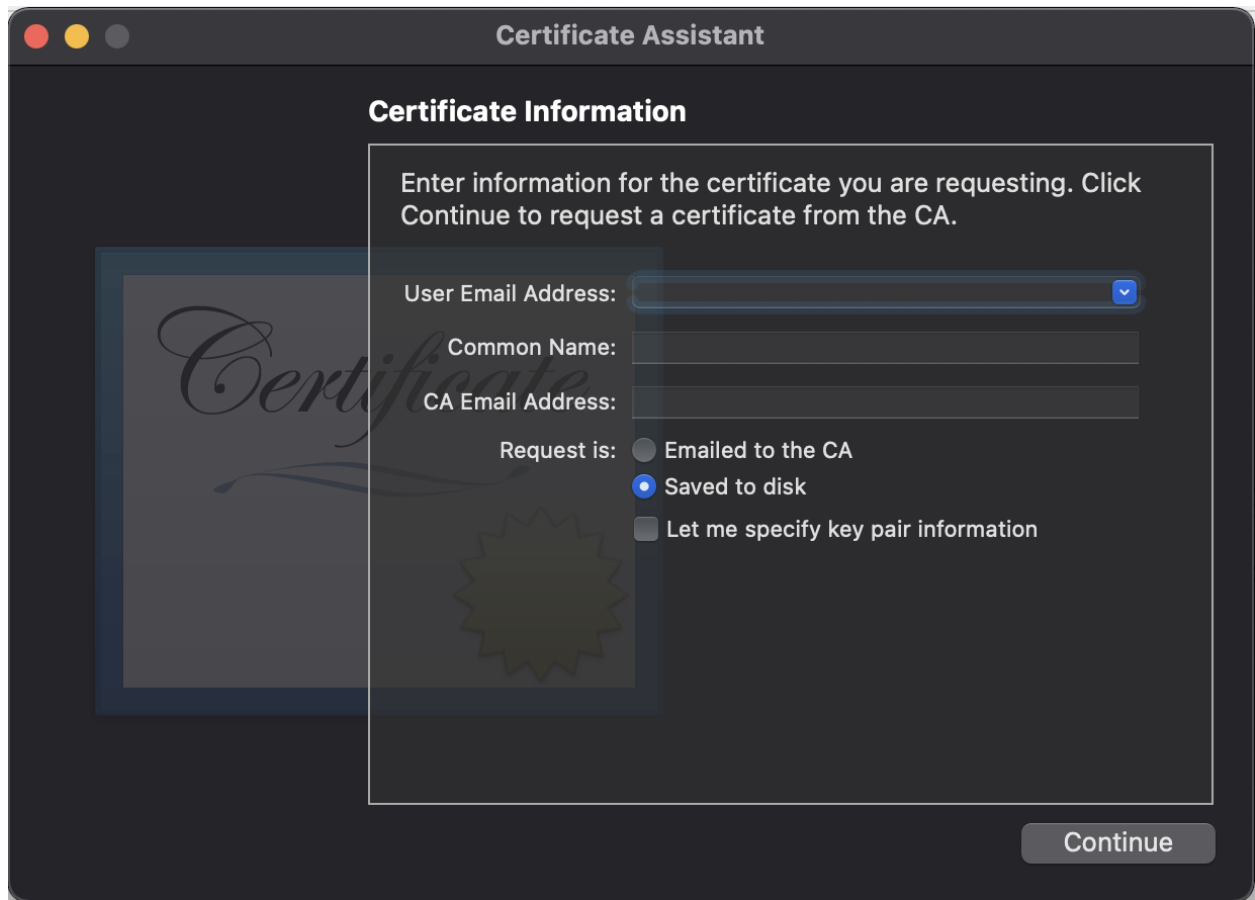 Certificate Assistant
Certificate Information
Enter information for the certificate you are requesting. Click
Continue to request a certificate from the CA.
Certificate
User Email Address:
Common Name:
CA Email Address:
Request is: Emailed to the CA
Saved to disk
Let me specify key pair information
Continue